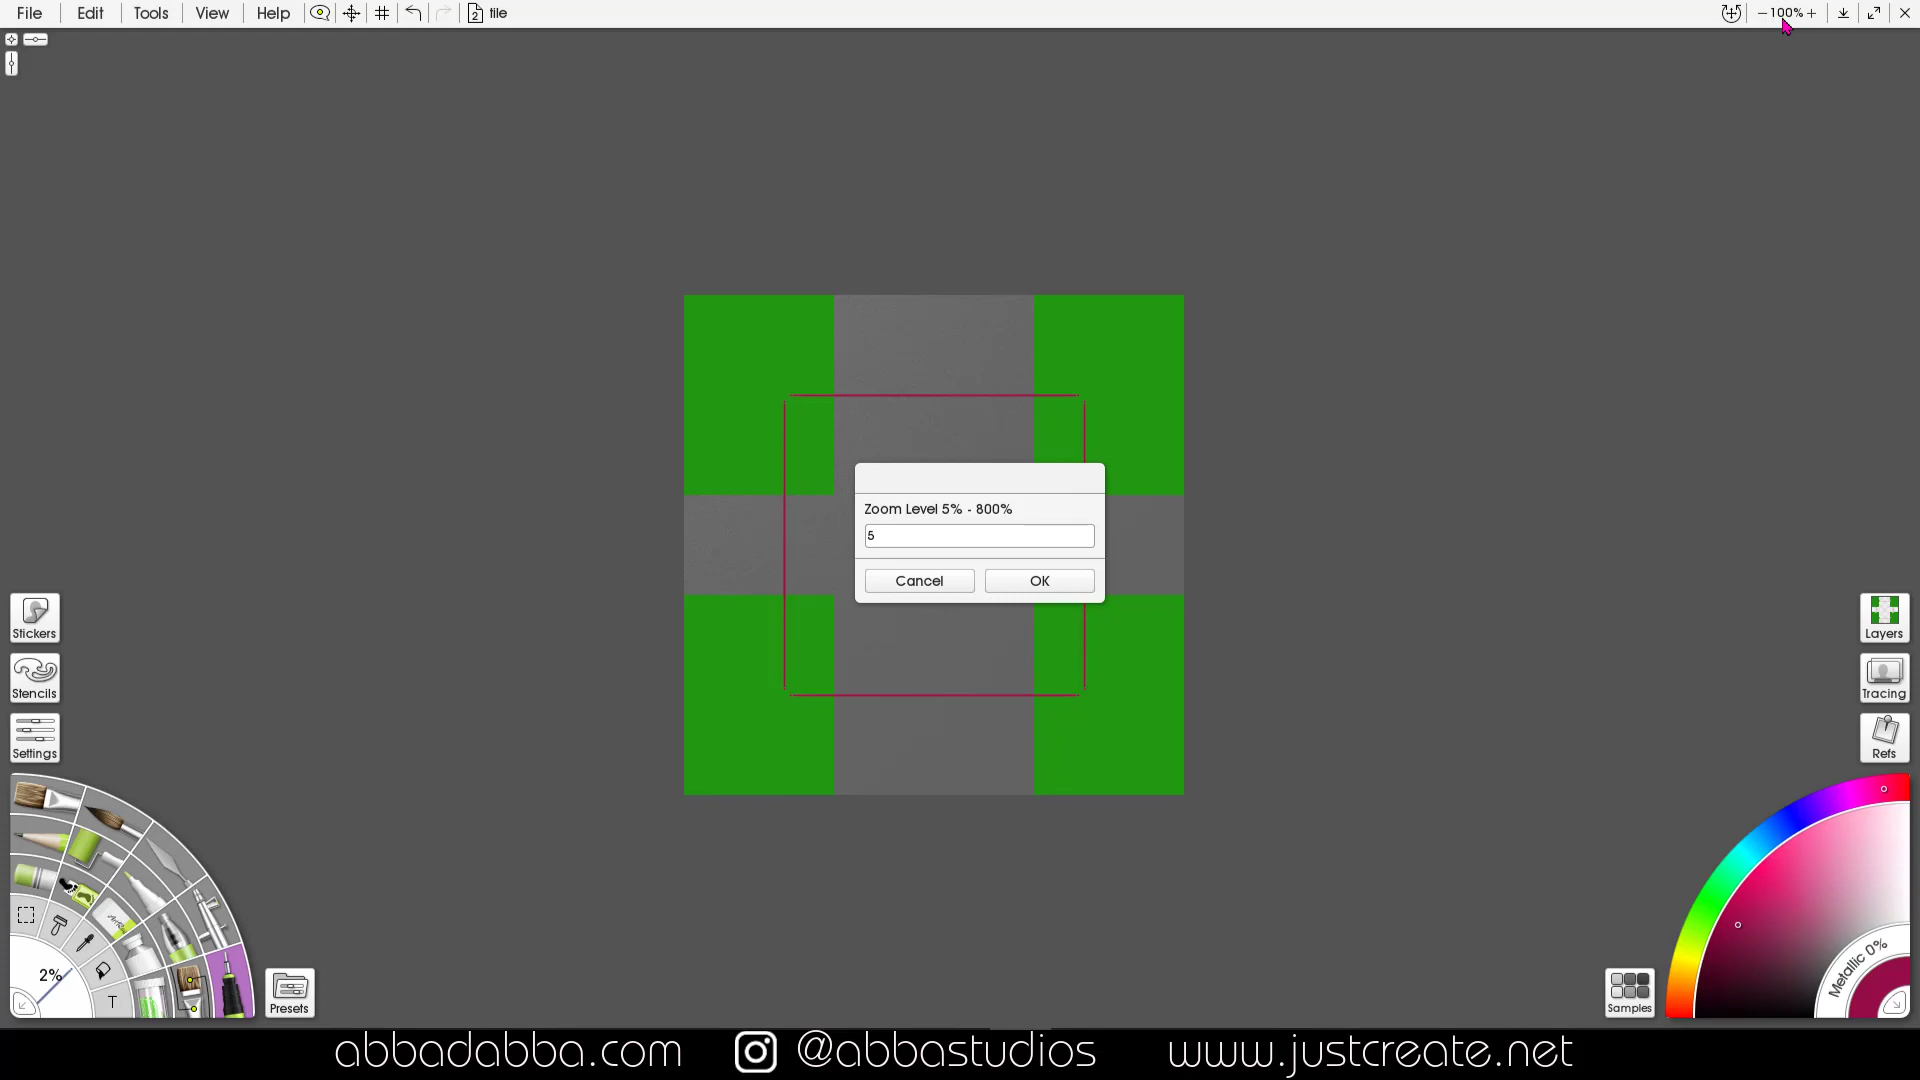 File Edit Tools View Help 2 tile 100%
Zoom Level 5% - 800%
5
Cancel OK
Stickers
Stencils
Settings
Layers
Tracing
Refs
2%
T
Presets
Samples
Metallic 0%
abbadabba.com @abbastudios www.justcreate.net